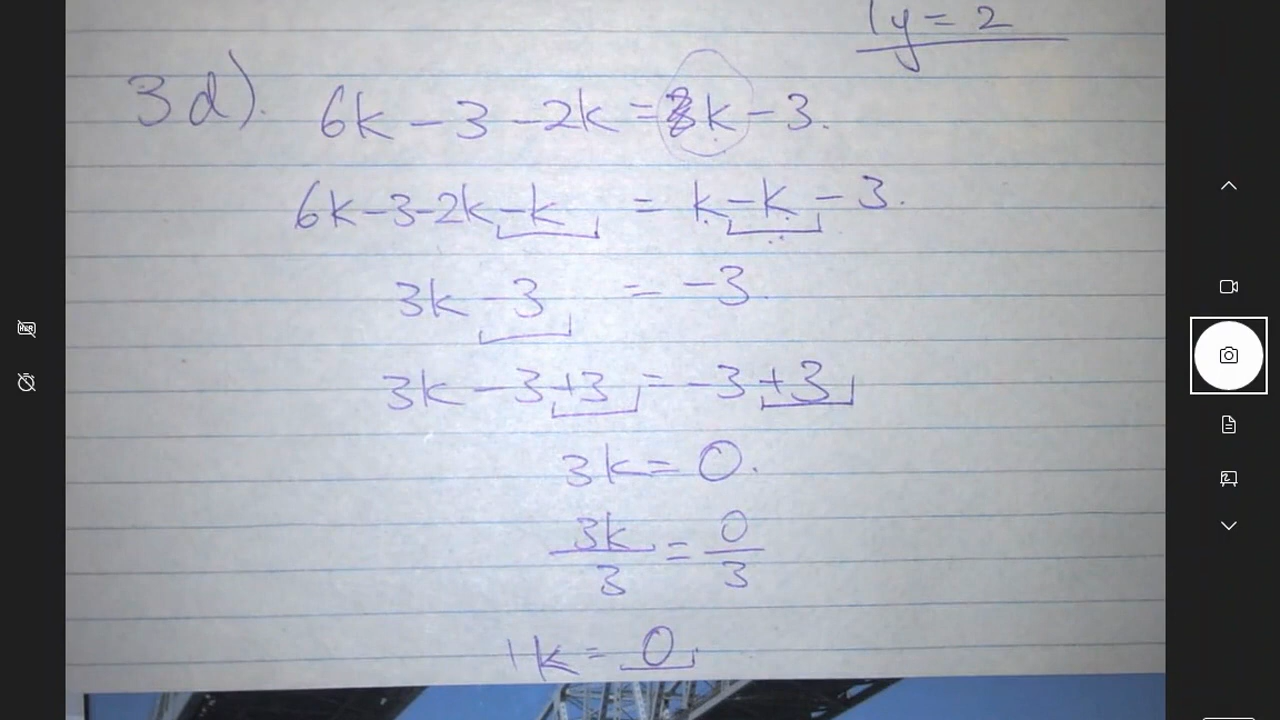 1y = 2
3d). 6k - 3 - 2k = k - 3.
6k - 3 - 2k - k = k - k - 3.
3k - 3 = -3.
3k - 3 + 3 = -3 + 3
3k = 0.
3k/3 = 0/3
1k = 0